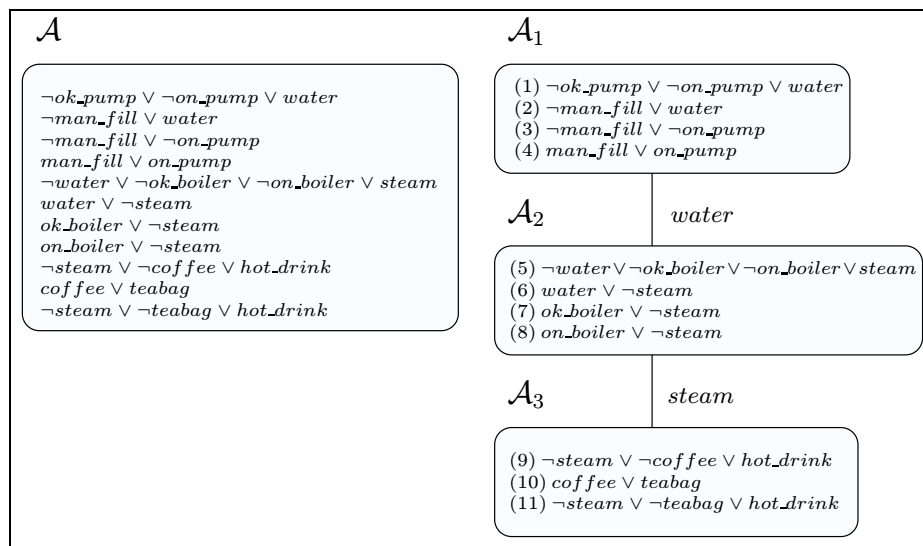 𝒜
¬ok_pump ∨ ¬on_pump ∨ water
¬man_fill ∨ water
¬man_fill ∨ ¬on_pump
man_fill ∨ on_pump
¬water ∨ ¬ok_boiler ∨ ¬on_boiler ∨ steam
water ∨ ¬steam
ok_boiler ∨ ¬steam
on_boiler ∨ ¬steam
¬steam ∨ ¬coffee ∨ hot_drink
coffee ∨ teabag
¬steam ∨ ¬teabag ∨ hot_drink
𝒜₁
(1) ¬ok_pump ∨ ¬on_pump ∨ water
(2) ¬man_fill ∨ water
(3) ¬man_fill ∨ ¬on_pump
(4) man_fill ∨ on_pump
water
𝒜₂
(5) ¬water∨¬ok_boiler∨¬on_boiler∨steam
(6) water ∨ ¬steam
(7) ok_boiler ∨ ¬steam
(8) on_boiler ∨ ¬steam
steam
𝒜₃
(9) ¬steam ∨ ¬coffee ∨ hot_drink
(10) coffee ∨ teabag
(11) ¬steam ∨ ¬teabag ∨ hot_drink